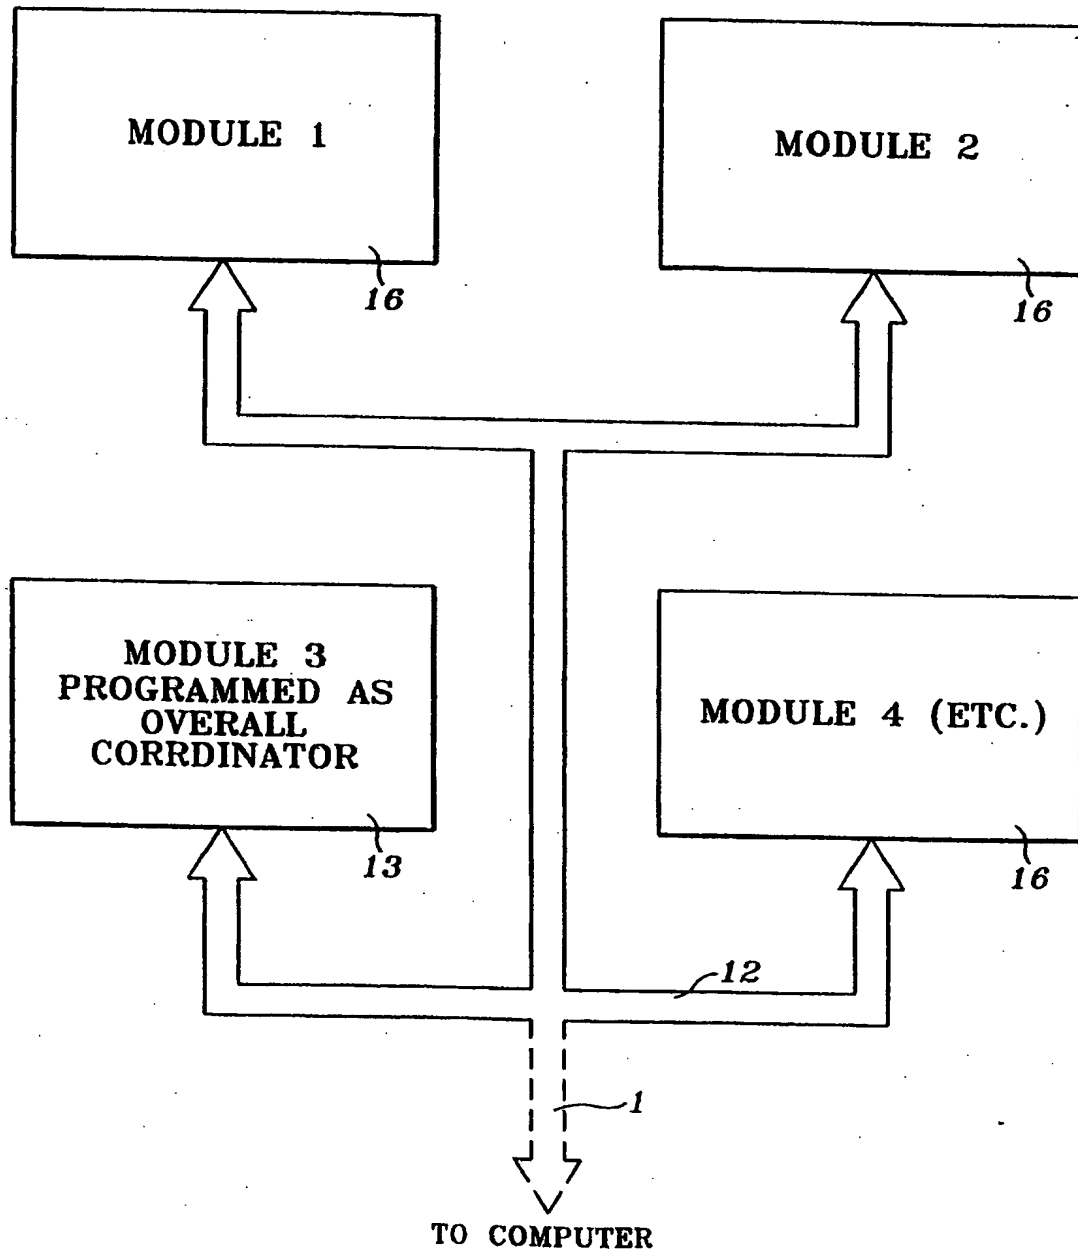 MODULE 1
16
MODULE 2
16
MODULE 3
PROGRAMMED AS
OVERALL
CORRDINATOR
13
MODULE 4 (ETC.)
16
12
1
TO COMPUTER